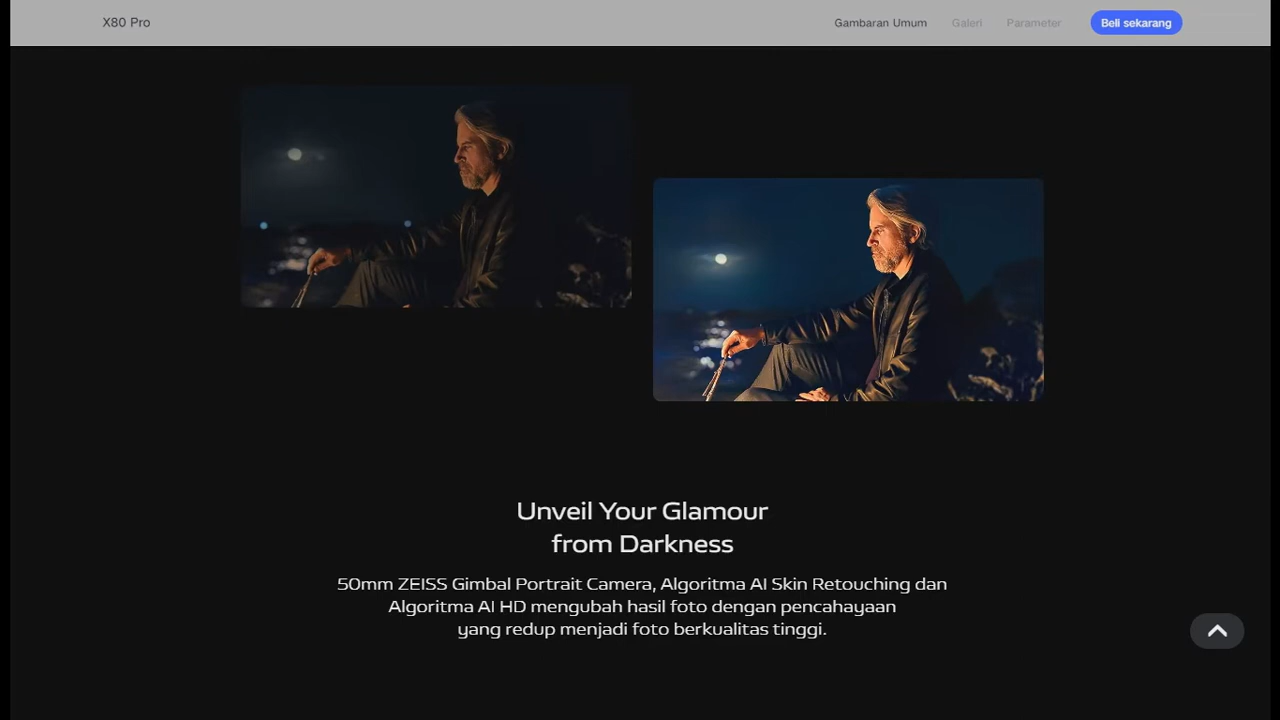 X80 Pro
Gambaran Umum
Galeri
Parameter
Beli sekarang
Unveil Your Glamour
from Darkness
50mm ZEISS Gimbal Portrait Camera, Algoritma AI Skin Retouching dan
Algoritma AI HD mengubah hasil foto dengan pencahayaan
yang redup menjadi foto berkualitas tinggi.